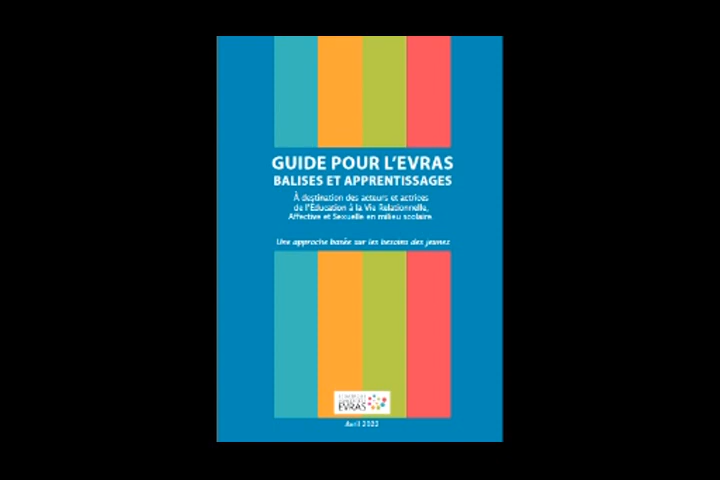 GUIDE POUR L'EVRAS
BALISES ET APPRENTISSAGES
À destination des acteurs et actrices
de l'Éducation à la Vie Relationnelle,
Affective et Sexuelle en milieu scolaire
Une approche basée sur les besoins des jeunes
EVRAS
Avril 2022